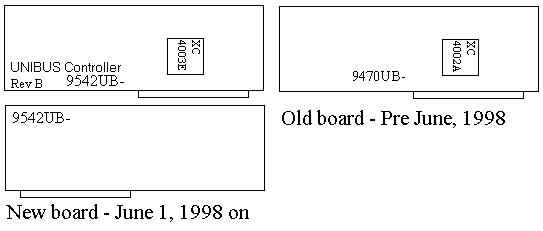 XC
4003E
UNIBUS Controller
Rev B 9542UB-
9542UB-
New board - June 1, 1998 on
XC
4002A
9470UB-
Old board - Pre June, 1998